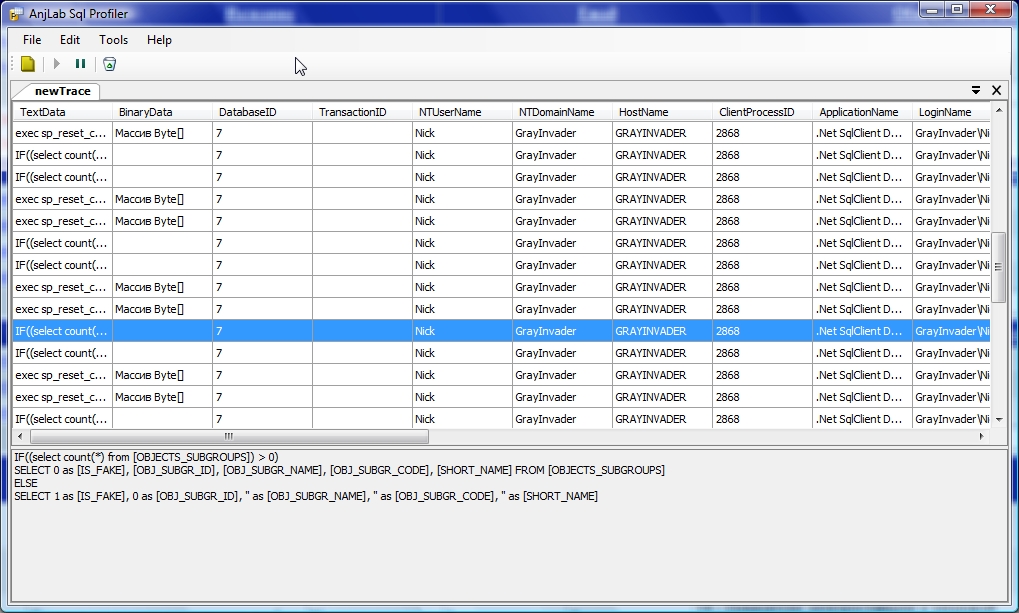 AnjLab Sql Profiler
File Edit Tools Help
newTrace
TextData BinaryData DatabaseID TransactionID NTUserName NTDomainName HostName ClientProcessID ApplicationName LoginName
exec sp_reset_c... Массив Byte[] 7 Nick GrayInvader GRAYINVADER 2868 .Net SqlClient D... GrayInvader\Ni
IF((select count(... 7 Nick GrayInvader GRAYINVADER 2868 .Net SqlClient D... GrayInvader\Ni
IF((select count(... 7 Nick GrayInvader GRAYINVADER 2868 .Net SqlClient D... GrayInvader\Ni
exec sp_reset_c... Массив Byte[] 7 Nick GrayInvader GRAYINVADER 2868 .Net SqlClient D... GrayInvader\Ni
exec sp_reset_c... Массив Byte[] 7 Nick GrayInvader GRAYINVADER 2868 .Net SqlClient D... GrayInvader\Ni
IF((select count(... 7 Nick GrayInvader GRAYINVADER 2868 .Net SqlClient D... GrayInvader\Ni
IF((select count(... 7 Nick GrayInvader GRAYINVADER 2868 .Net SqlClient D... GrayInvader\Ni
exec sp_reset_c... Массив Byte[] 7 Nick GrayInvader GRAYINVADER 2868 .Net SqlClient D... GrayInvader\Ni
exec sp_reset_c... Массив Byte[] 7 Nick GrayInvader GRAYINVADER 2868 .Net SqlClient D... GrayInvader\Ni
IF((select count(... 7 Nick GrayInvader GRAYINVADER 2868 .Net SqlClient D... GrayInvader\Ni
IF((select count(... 7 Nick GrayInvader GRAYINVADER 2868 .Net SqlClient D... GrayInvader\Ni
exec sp_reset_c... Массив Byte[] 7 Nick GrayInvader GRAYINVADER 2868 .Net SqlClient D... GrayInvader\Ni
exec sp_reset_c... Массив Byte[] 7 Nick GrayInvader GRAYINVADER 2868 .Net SqlClient D... GrayInvader\Ni
IF((select count(... 7 Nick GrayInvader GRAYINVADER 2868 .Net SqlClient D... GrayInvader\Ni
IF((select count(*) from [OBJECTS_SUBGROUPS]) > 0)
SELECT 0 as [IS_FAKE], [OBJ_SUBGR_ID], [OBJ_SUBGR_NAME], [OBJ_SUBGR_CODE], [SHORT_NAME] FROM [OBJECTS_SUBGROUPS]
ELSE
SELECT 1 as [IS_FAKE], 0 as [OBJ_SUBGR_ID], '' as [OBJ_SUBGR_NAME], '' as [OBJ_SUBGR_CODE], '' as [SHORT_NAME]